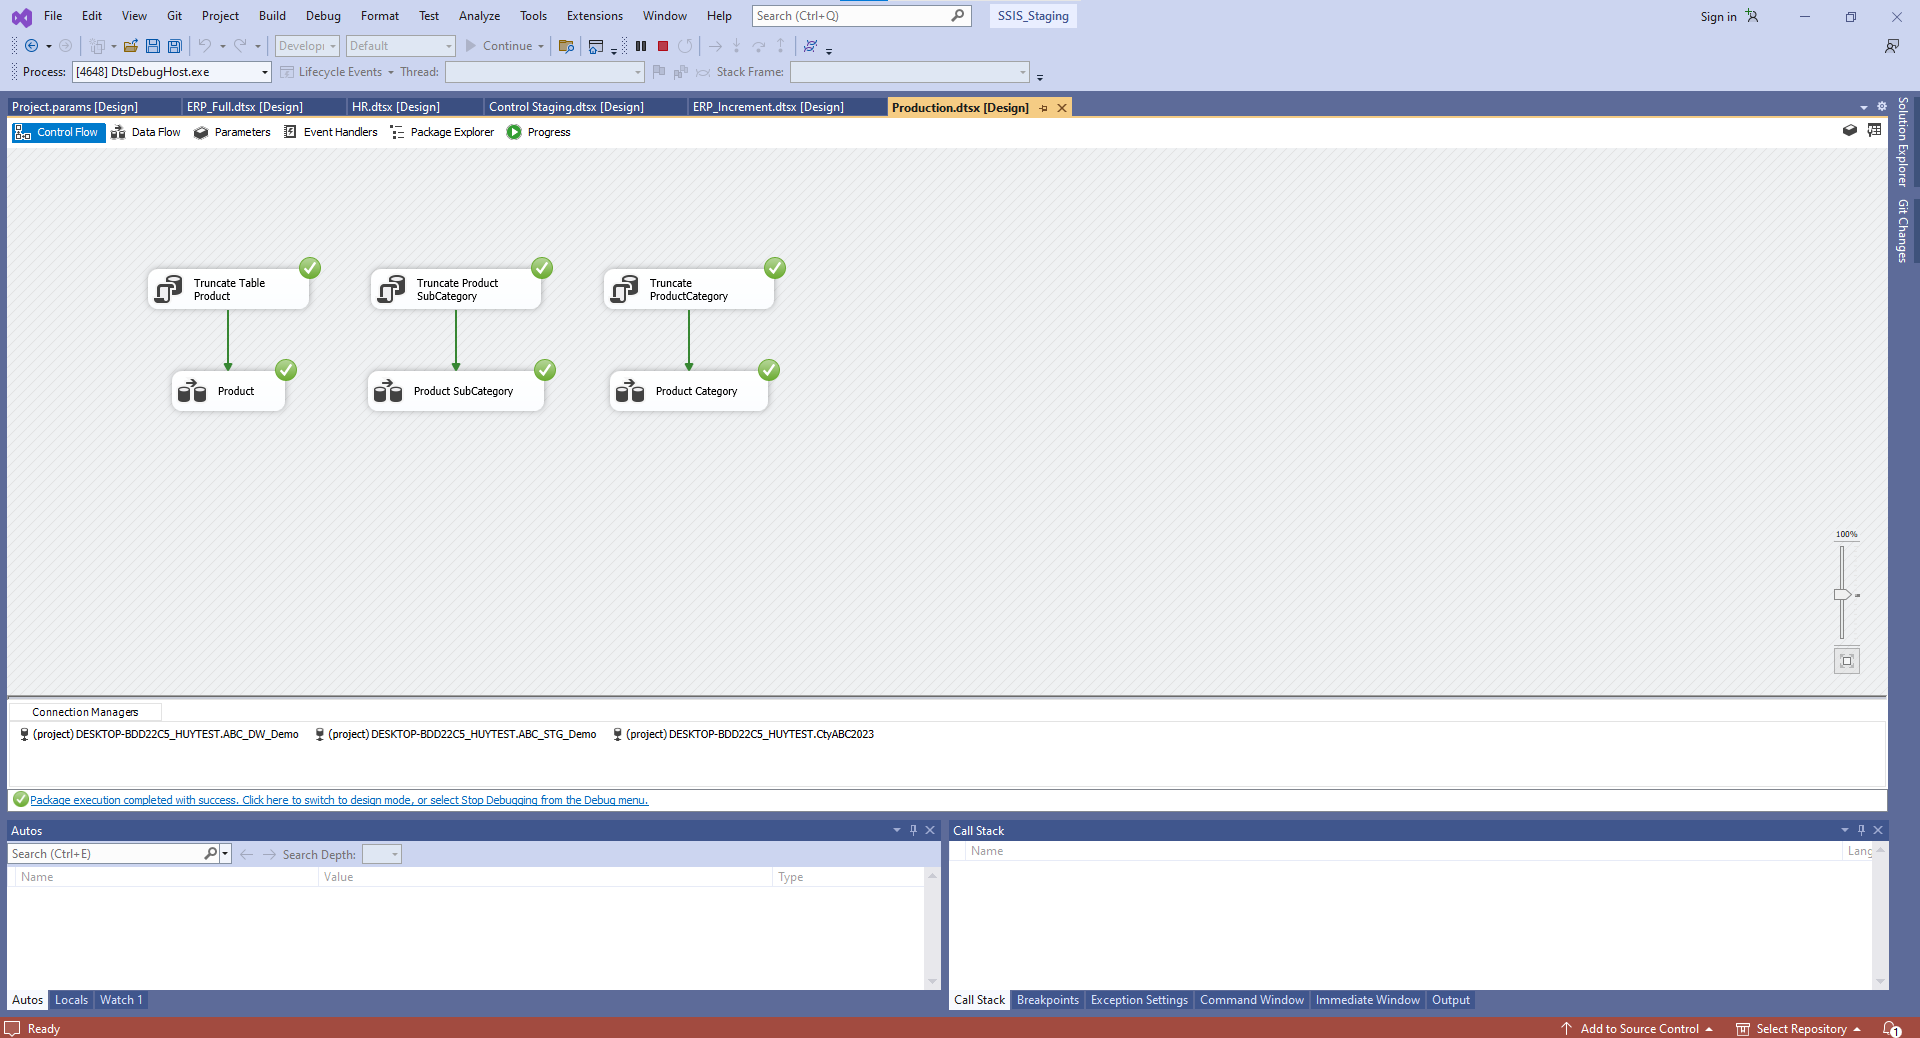 File Edit View Git Project Build Debug Format Test Analyze Tools Extensions Window Help Search (Ctrl+Q) SSIS_Staging Sign in
Develop Default Continue
Process: [4648] DtsDebugHost.exe Lifecycle Events Thread: Stack Frame:
Project.params [Design] ERP_Full.dtsx [Design] HR.dtsx [Design] Control Staging.dtsx [Design] ERP_Increment.dtsx [Design] Production.dtsx [Design]
Control Flow Data Flow Parameters Event Handlers Package Explorer Progress
Solution Explorer
Git Changes
Truncate Table
Product
Truncate Product
SubCategory
Truncate
ProductCategory
Product
Product SubCategory
Product Category
100%
Connection Managers
(project) DESKTOP-BDD22C5_HUYTEST.ABC_DW_Demo (project) DESKTOP-BDD22C5_HUYTEST.ABC_STG_Demo (project) DESKTOP-BDD22C5_HUYTEST.CtyABC2023
Package execution completed with success. Click here to switch to design mode, or select Stop Debugging from the Debug menu.
Autos
Search (Ctrl+E) Search Depth:
Name Value Type
Autos Locals Watch 1
Call Stack
Name Lang
Call Stack Breakpoints Exception Settings Command Window Immediate Window Output
Ready Add to Source Control Select Repository 1